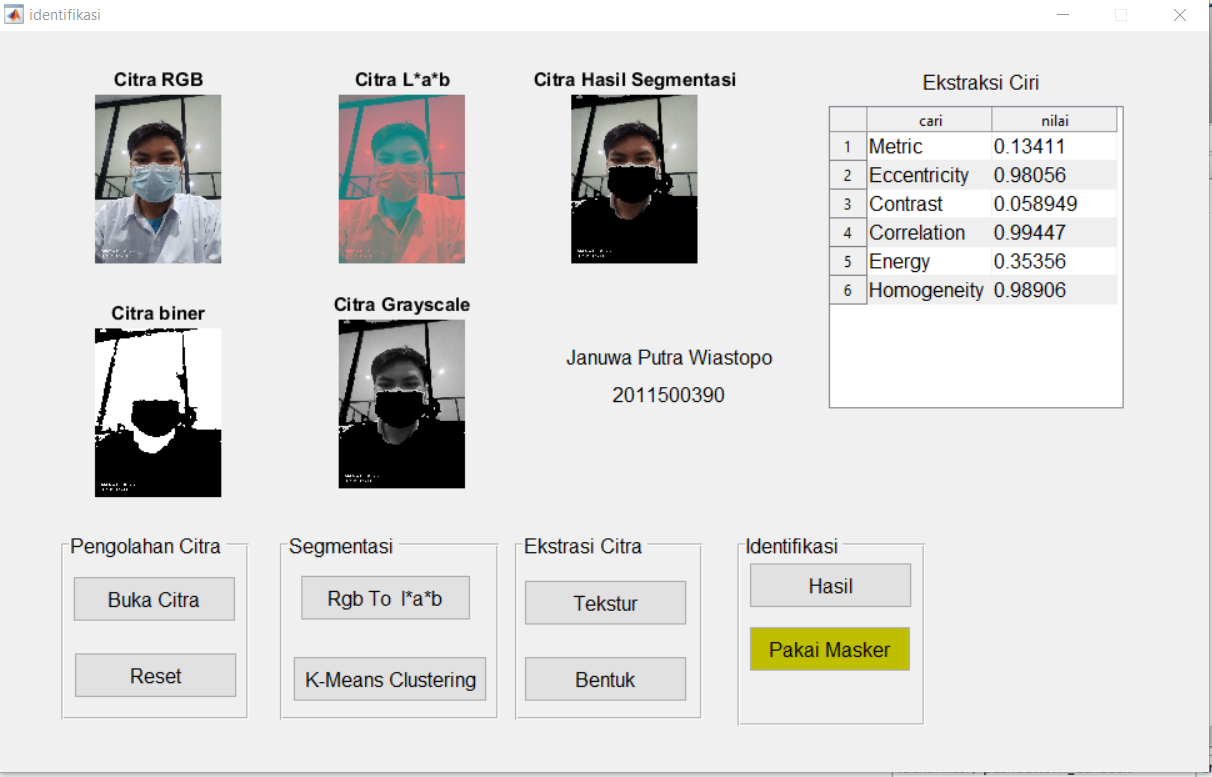 identifikasi
Citra RGB
Citra L*a*b
Citra Hasil Segmentasi
Ekstraksi Ciri
cari nilai
1 Metric 0.13411
2 Eccentricity 0.98056
3 Contrast 0.058949
4 Correlation 0.99447
5 Energy 0.35356
6 Homogeneity 0.98906
Citra biner
Citra Grayscale
Januwa Putra Wiastopo
2011500390
Pengolahan Citra
Buka Citra
Reset
Segmentasi
Rgb To l*a*b
K-Means Clustering
Ekstrasi Citra
Tekstur
Bentuk
Identifikasi
Hasil
Pakai Masker